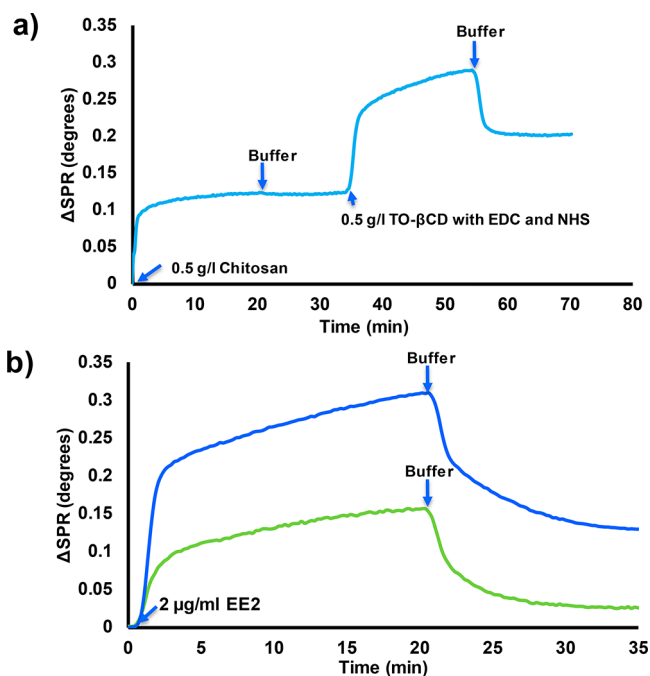 a)
ΔSPR (degrees)
0.35
0.3
0.25
0.2
0.15
0.1
0.05
0
Buffer
Buffer
0.5 g/l TO-βCD with EDC and NHS
0.5 g/l Chitosan
0 10 20 30 40 50 60 70 80
Time (min)
b)
ΔSPR (degrees)
0.35
0.3
0.25
0.2
0.15
0.1
0.05
0
Buffer
Buffer
2 µg/ml EE2
0 5 10 15 20 25 30 35
Time (min)